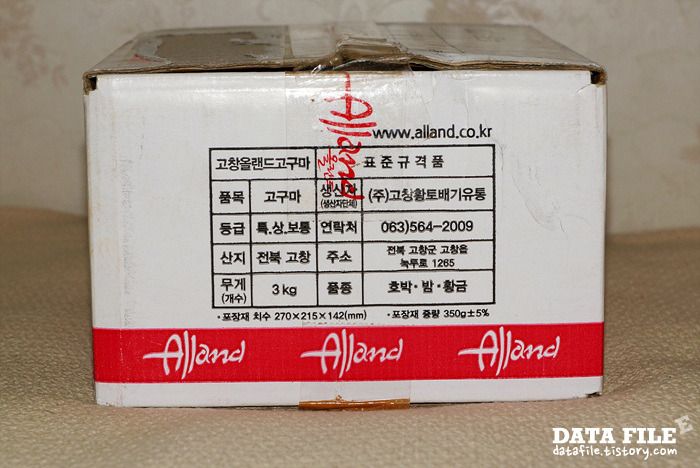 Alland
올랜드
www.alland.co.kr
고창올랜드고구마 표준규격품
품목 고구마 생산자 (생산자단체) (주)고창황토배기유통
등급 특.상.보통 연락처 063)564-2009
산지 전북 고창 주소 전북 고창군 고창읍
녹두로 1265
무게 (개수) 3kg 품종 호박·밤·황금
·포장재 치수 270×215×142(mm) ·포장재 중량 350g±5%
Alland Alland Alland
DATA FILE
datafile.tistory.com